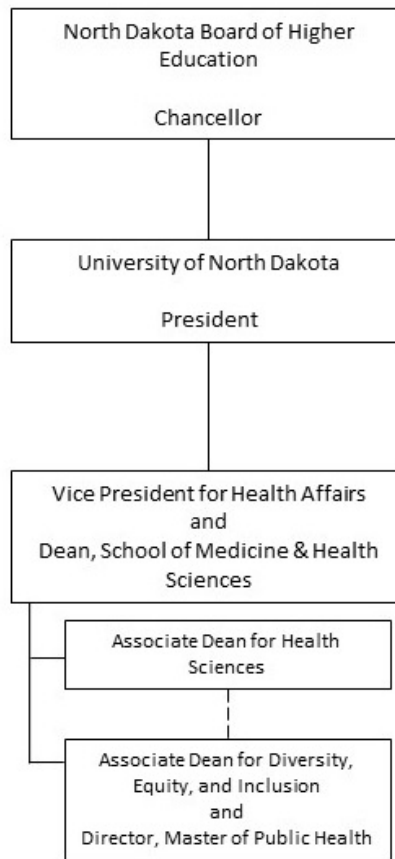 North Dakota Board of Higher
Education
Chancellor
University of North Dakota
President
Vice President for Health Affairs
and
Dean, School of Medicine & Health
Sciences
Associate Dean for Health
Sciences
Associate Dean for Diversity,
Equity, and Inclusion
and
Director, Master of Public Health